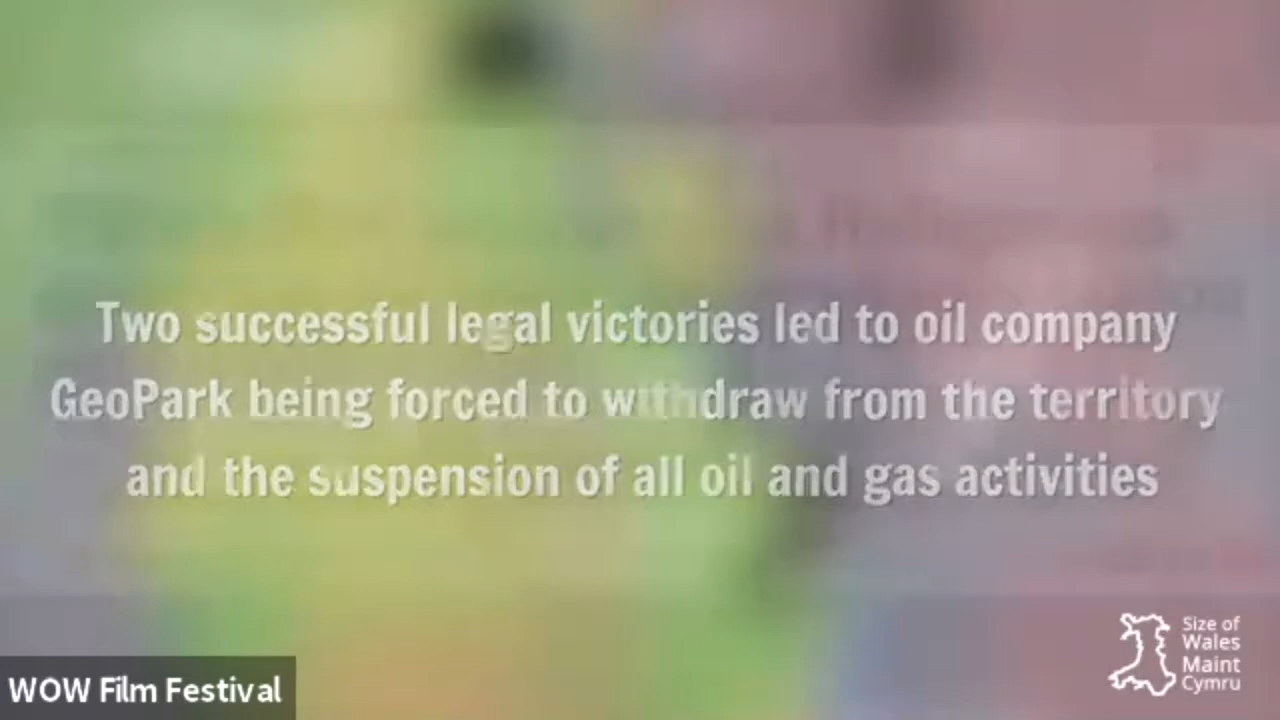 Two successful legal victories led to oil company
GeoPark being forced to withdraw from the territory
and the suspension of all oil and gas activities
Size of
Wales
Maint
Cymru
WOW Film Festival